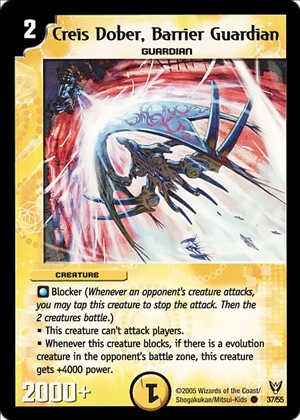 2
Creis Dober, Barrier Guardian
GUARDIAN
CREATURE
Blocker (Whenever an opponent's creature attacks,
you may tap this creature to stop the attack. Then the
2 creatures battle.)
▪ This creature can't attack players.
▪ Whenever this creature blocks, if there is a evolution
creature in the opponent's battle zone, this creature
gets +4000 power.
2000+
1
©2005 Wizards of the Coast/
Shogakukan/Mitsui-Kids ● 37/55